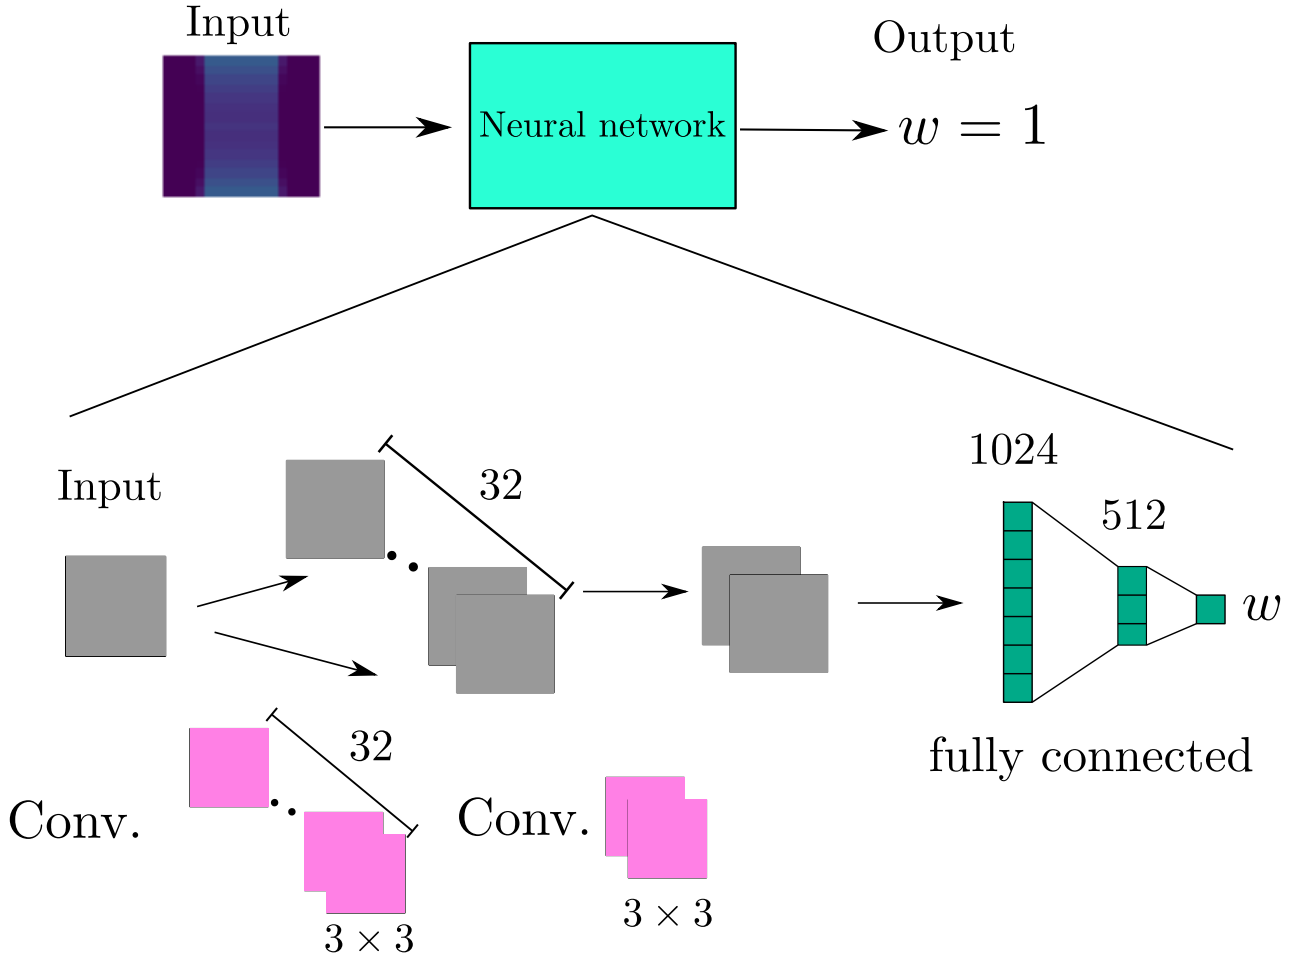 Input
Neural network
Output
w = 1
Input
32
1024
512
w
fully connected
Conv.
32
3 × 3
Conv.
3 × 3